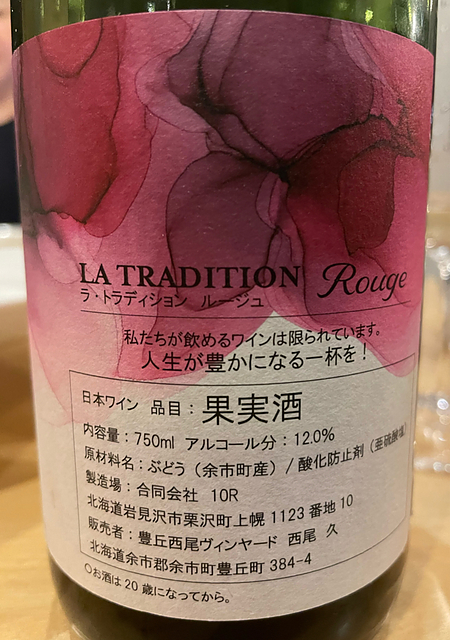 LA TRADITION Rouge
ラ・トラディション ルージュ
私たちが飲めるワインは限られています。
人生が豊かになる一杯を！
日本ワイン 品目：果実酒
内容量：750ml アルコール分：12.0%
原材料名：ぶどう（余市町産）/ 酸化防止剤（亜硫酸塩）
製造場：合同会社 10R
北海道岩見沢市栗沢町上幌 1123 番地 10
販売者：豊丘西尾ヴィンヤード 西尾 久
北海道余市郡余市町豊丘町 384-4
○お酒は 20 歳になってから。